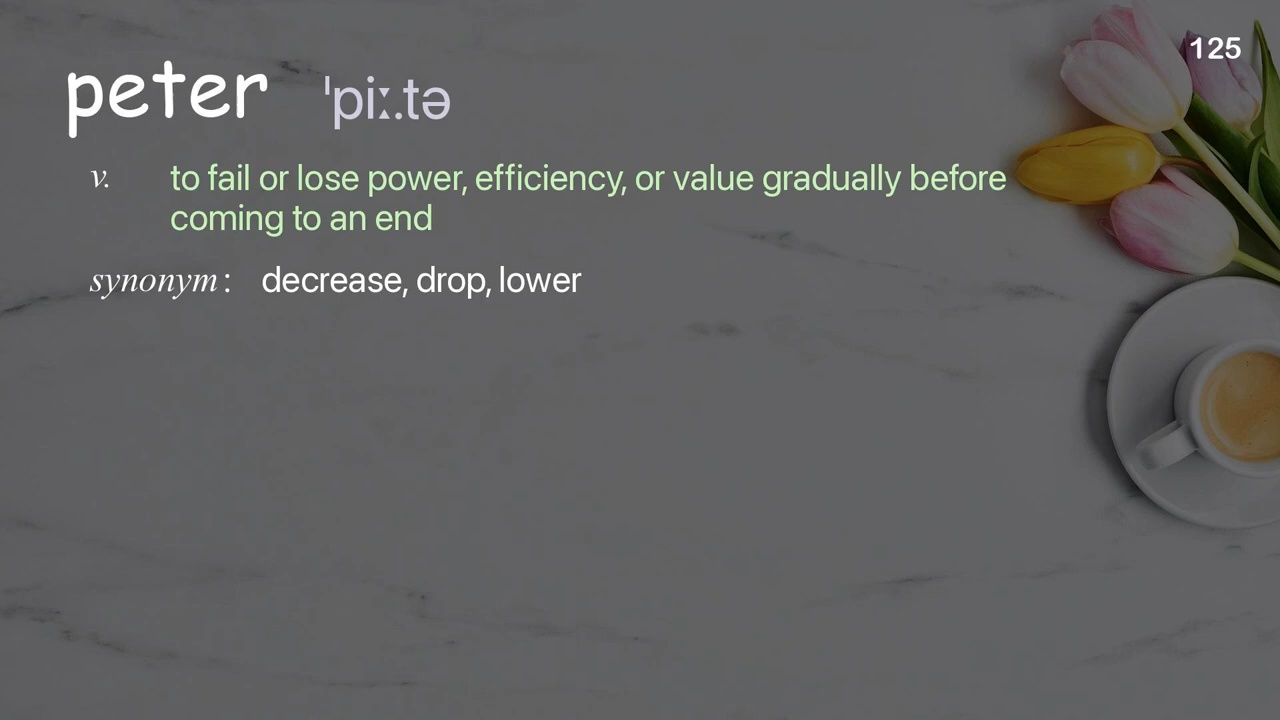 125
peter ˈpiː.tə
v. to fail or lose power, efficiency, or value gradually before
coming to an end
synonym: decrease, drop, lower